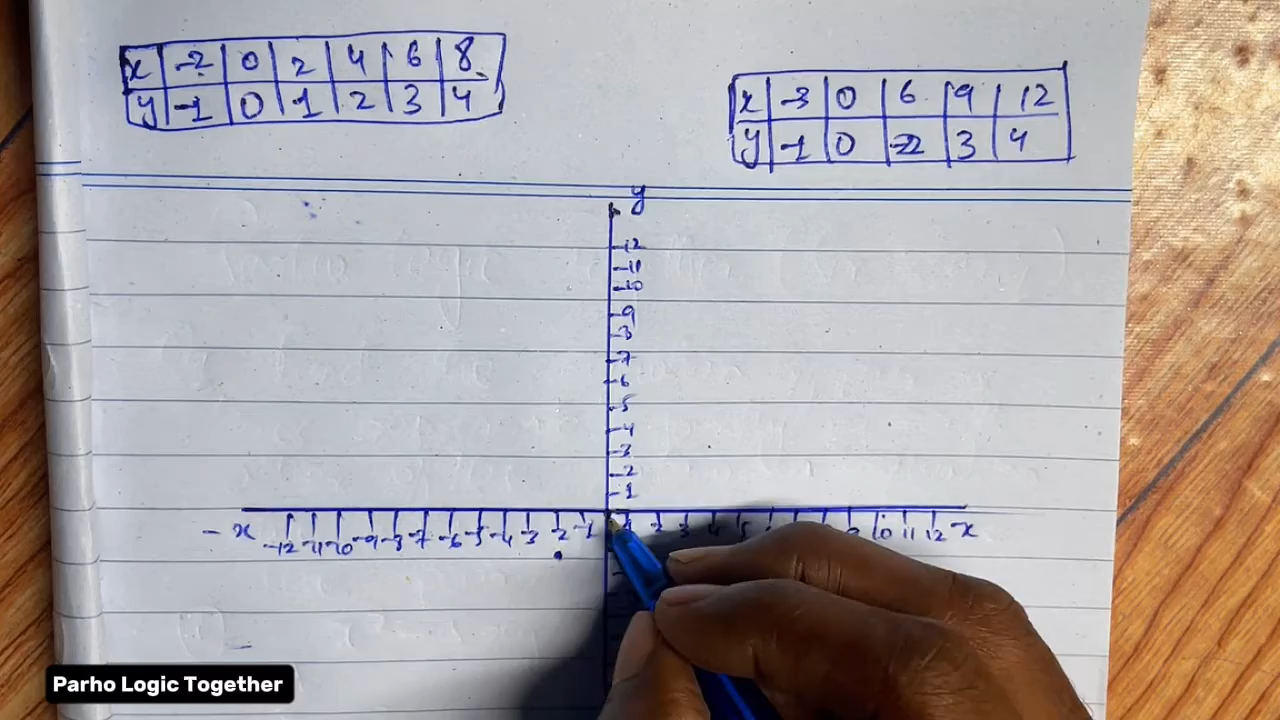 x -2 0 2 4 6 8
y -1 0 1 2 3 4
x -3 0 6 9 12
y -1 0 2 3 4
y
12
11
10
9
8
7
6
5
4
3
2
1
-x -12 -11 -10 -9 -8 -7 -6 -5 -4 -3 -2 -1 1 2 3 4 5 9 10 11 12 x
Parho Logic Together